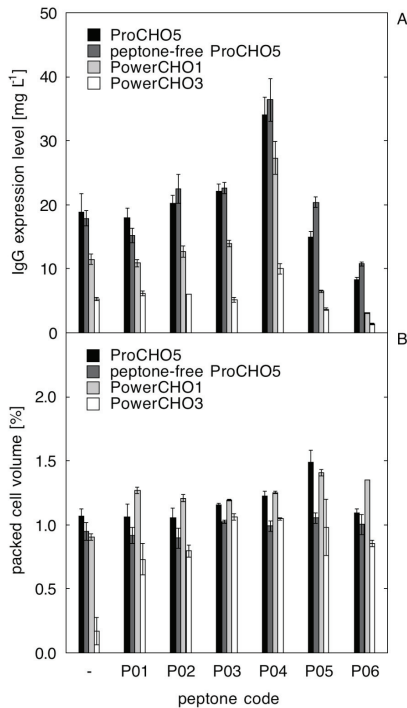 A
ProCHO5
peptone-free ProCHO5
PowerCHO1
PowerCHO3
IgG expression level [mg L⁻¹]
50
40
30
20
10
0
B
ProCHO5
peptone-free ProCHO5
PowerCHO1
PowerCHO3
packed cell volume [%]
2.0
1.5
1.0
0.5
0.0
- P01 P02 P03 P04 P05 P06
peptone code